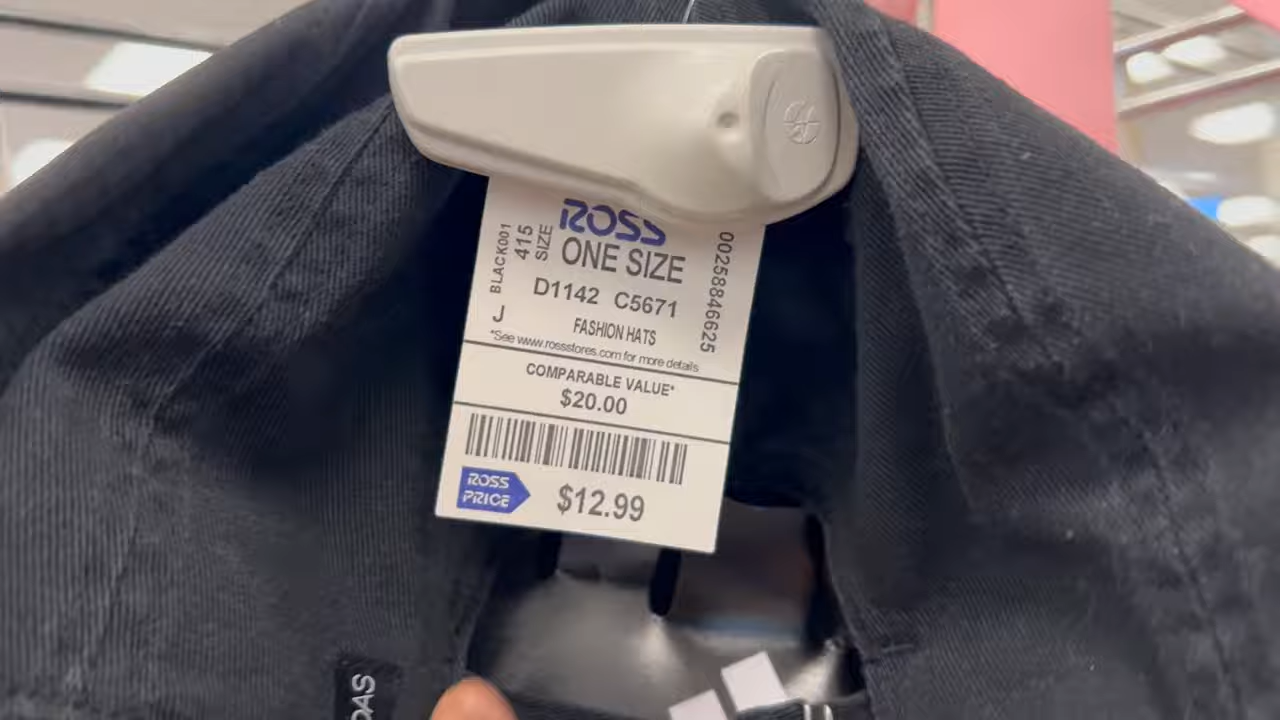 ROSS
BLACK001
415
SIZE
ONE SIZE
0025884 6625
D1142 C5671
J
FASHION HATS
*See www.rossstores.com for more details
COMPARABLE VALUE*
$20.00
ROSS
PRICE
$12.99
DAS